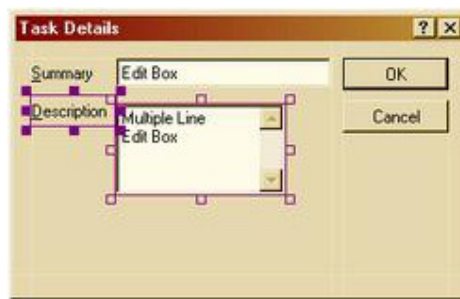 Task Details
Summary Edit Box OK
Description Multiple Line Cancel
Edit Box